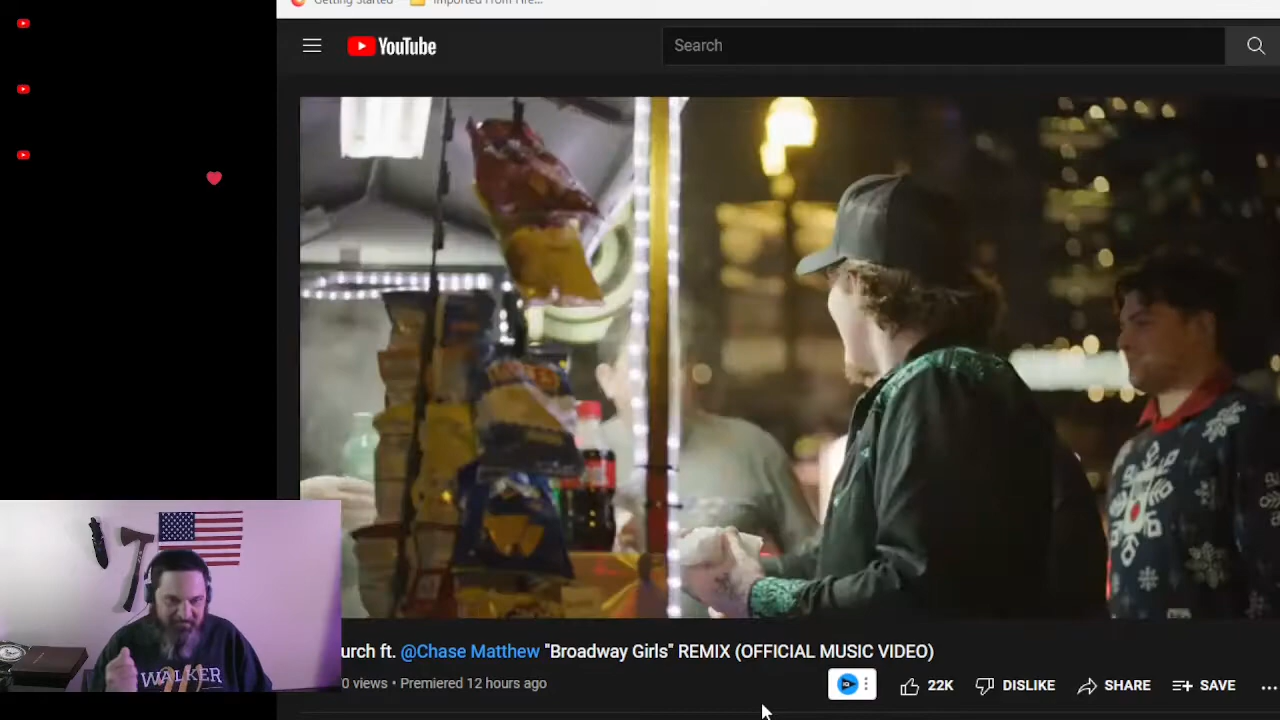 Getting Started Imported From Fire...
YouTube
Search
urch ft. @Chase Matthew "Broadway Girls" REMIX (OFFICIAL MUSIC VIDEO)
0 views • Premiered 12 hours ago
22K DISLIKE SHARE SAVE
WALKER